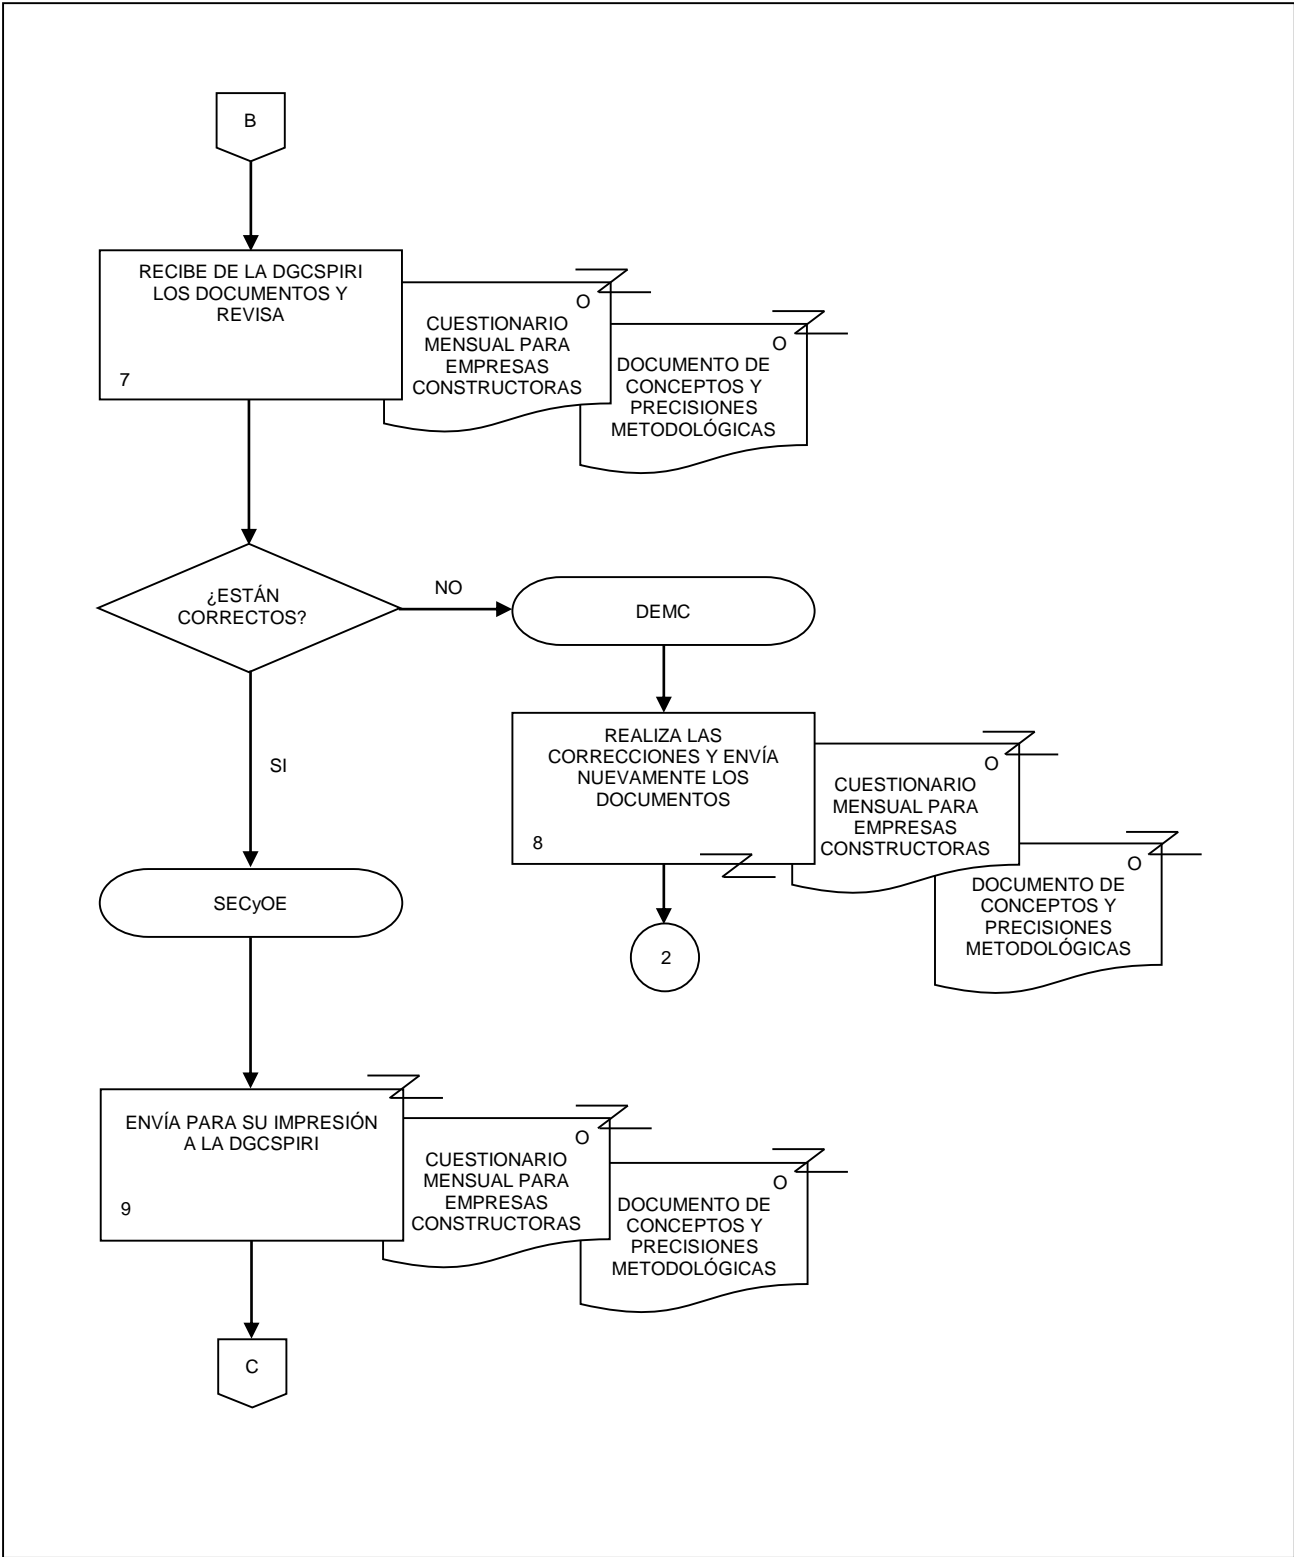 B
RECIBE DE LA DGCSPIRI
LOS DOCUMENTOS Y
REVISA
7
O
CUESTIONARIO
MENSUAL PARA
EMPRESAS
CONSTRUCTORAS
O
DOCUMENTO DE
CONCEPTOS Y
PRECISIONES
METODOLÓGICAS
¿ESTÁN
CORRECTOS?
NO
DEMC
REALIZA LAS
CORRECCIONES Y ENVÍA
NUEVAMENTE LOS
DOCUMENTOS
8
O
CUESTIONARIO
MENSUAL PARA
EMPRESAS
CONSTRUCTORAS
O
DOCUMENTO DE
CONCEPTOS Y
PRECISIONES
METODOLÓGICAS
2
SI
SECyOE
ENVÍA PARA SU IMPRESIÓN
A LA DGCSPIRI
9
O
CUESTIONARIO
MENSUAL PARA
EMPRESAS
CONSTRUCTORAS
O
DOCUMENTO DE
CONCEPTOS Y
PRECISIONES
METODOLÓGICAS
C